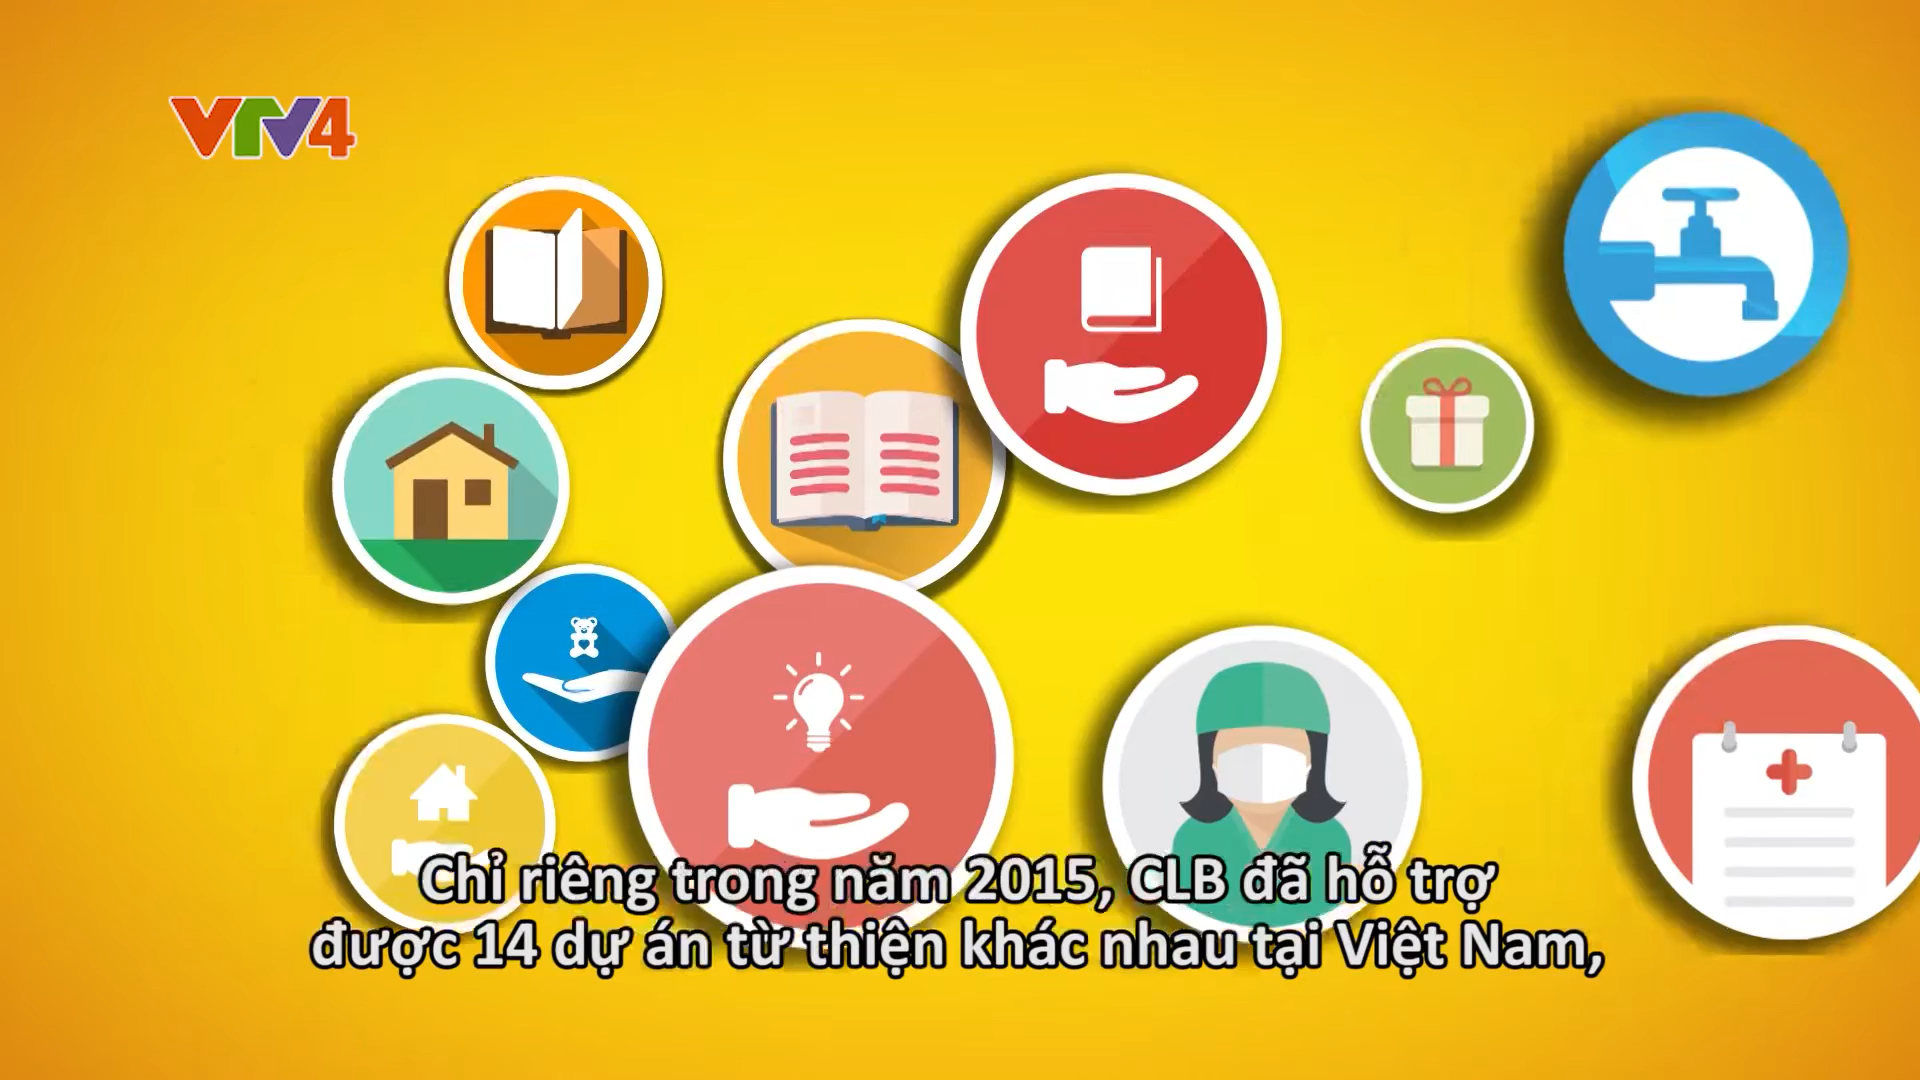 VTV4
Chỉ riêng trong năm 2015, CLB đã hỗ trợ
được 14 dự án từ thiện khác nhau tại Việt Nam,